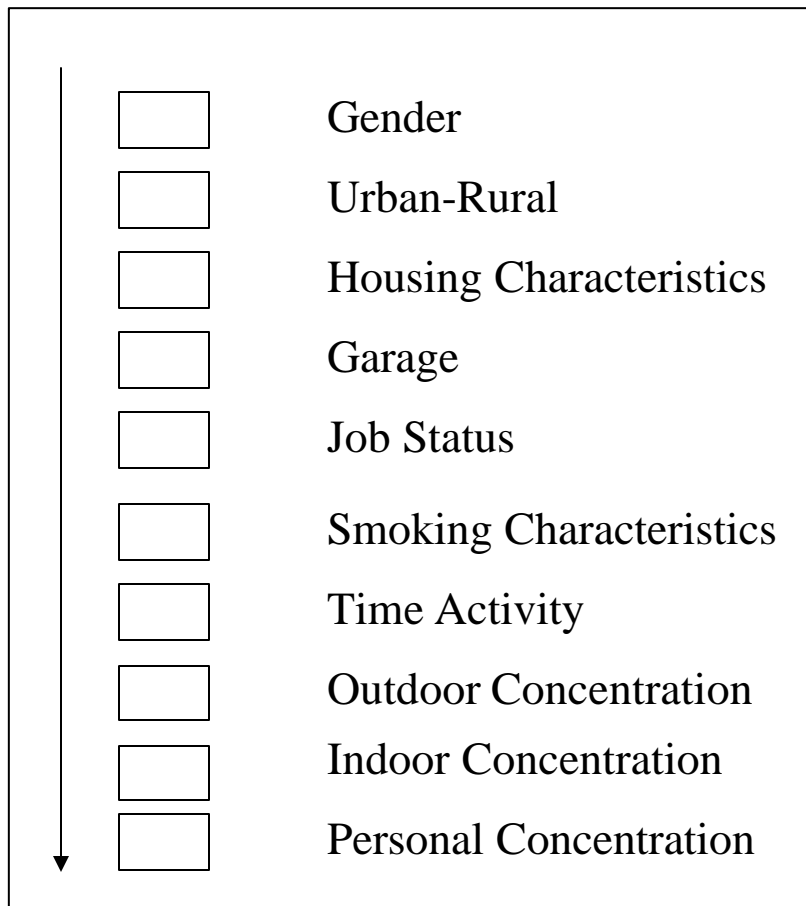 Gender
Urban-Rural
Housing Characteristics
Garage
Job Status
Smoking Characteristics
Time Activity
Outdoor Concentration
Indoor Concentration
Personal Concentration